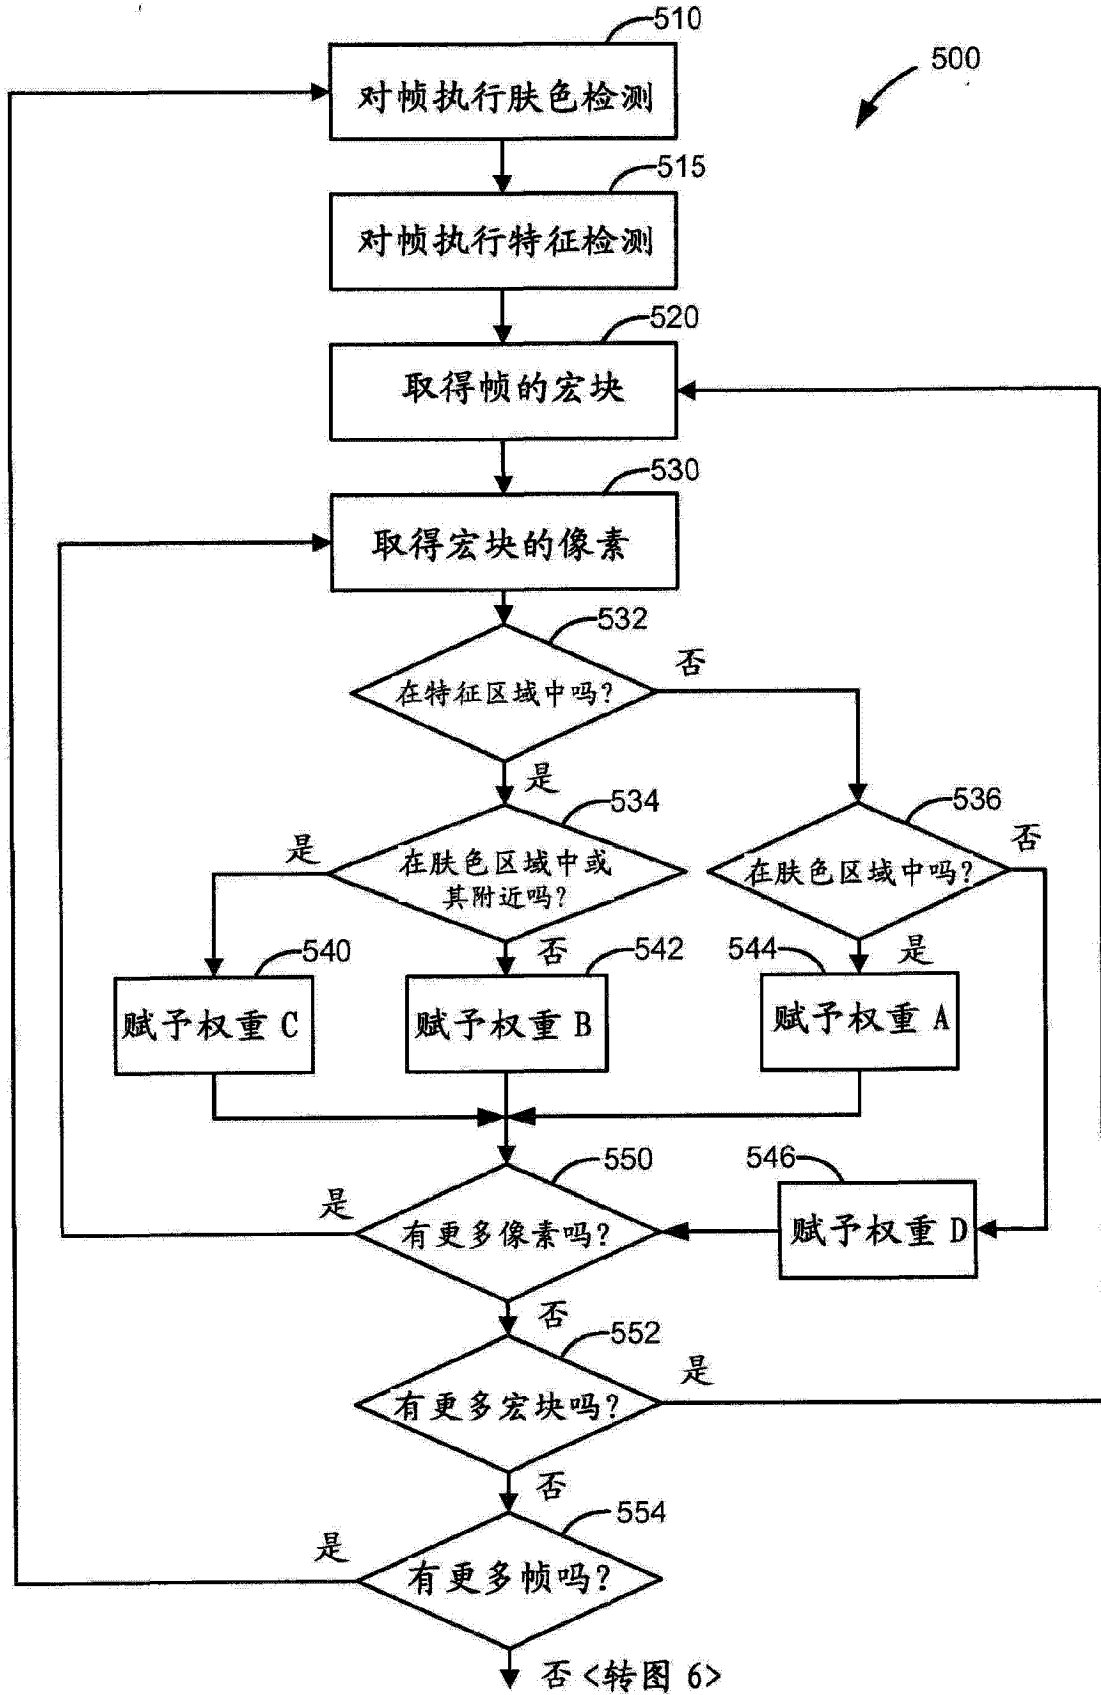 510
500
对帧执行肤色检测
515
对帧执行特征检测
520
取得帧的宏块
530
取得宏块的像素
532
否
在特征区域中吗?
是
534
536
是
否
在肤色区域中或
其附近吗?
在肤色区域中吗?
540
否
542
544
是
赋予权重 C
赋予权重 B
赋予权重 A
550
546
是
有更多像素吗?
赋予权重 D
否
552
是
有更多宏块吗?
否
554
是
有更多帧吗?
否<转图 6>